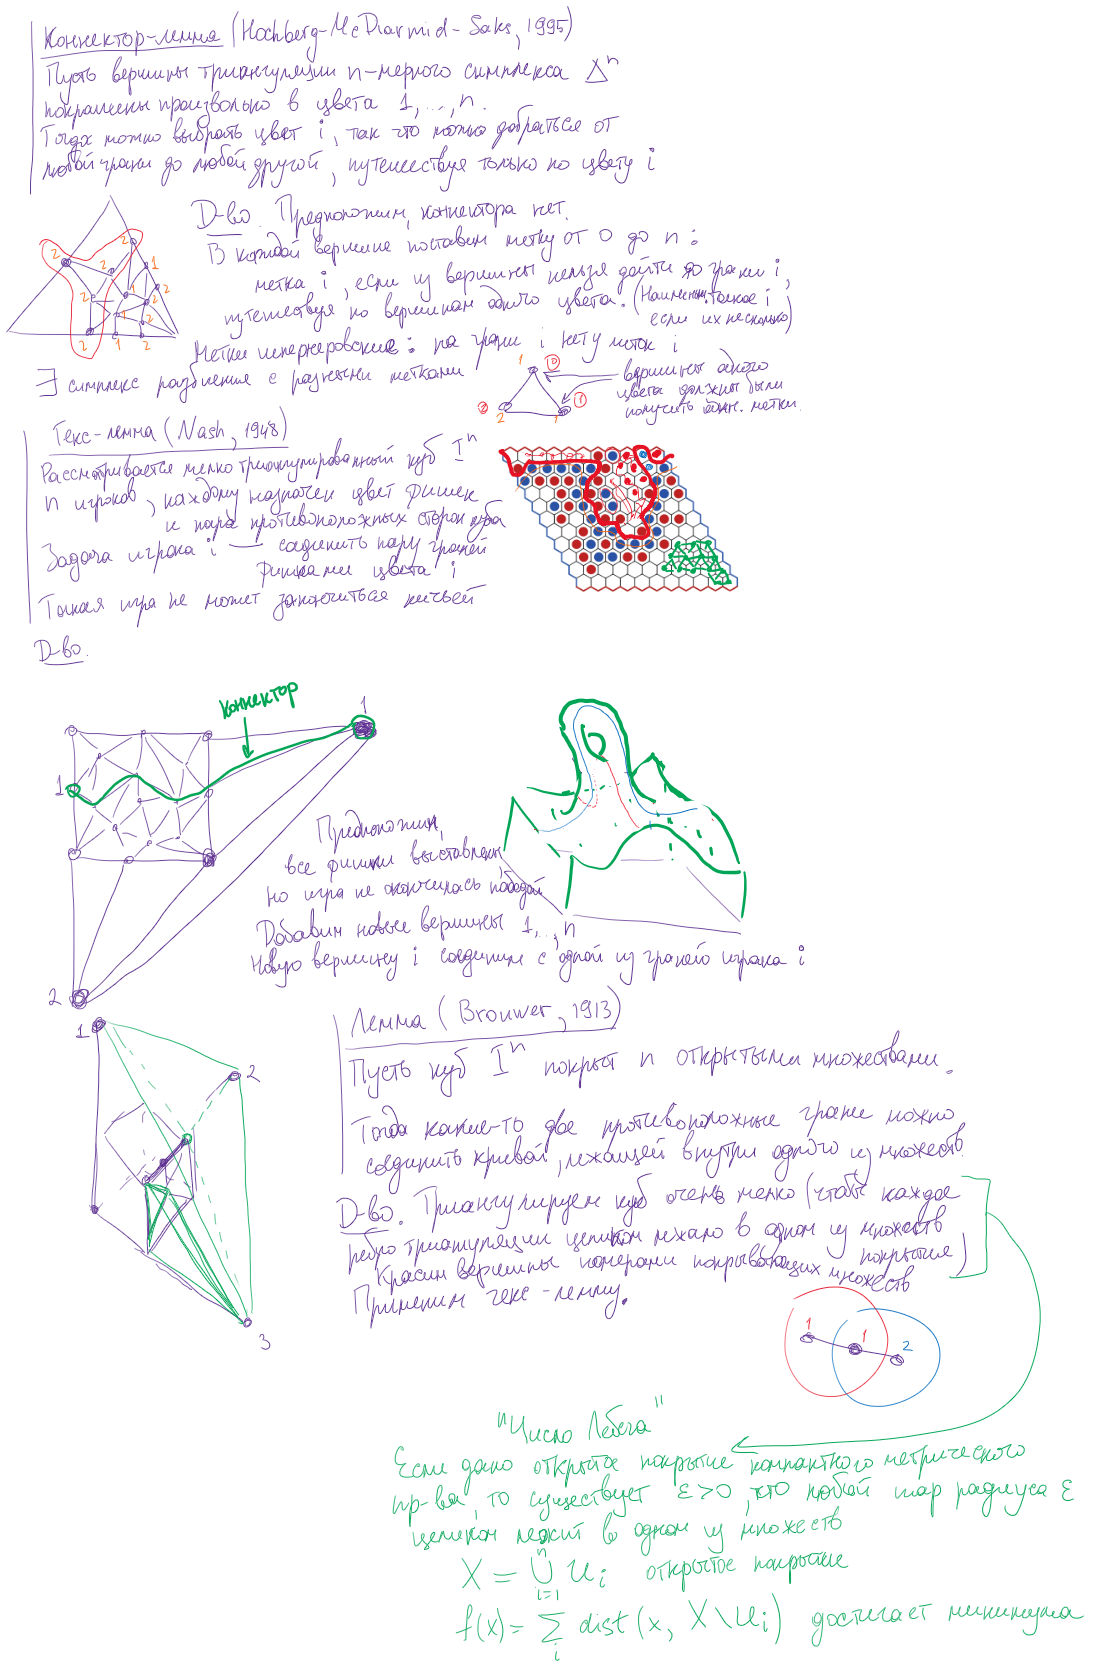 Коннектор-лемма (Hochberg-McDiarmid-Saks, 1995)
Пусть вершины триангуляции n-мерного симплекса Δⁿ
покрашены произвольно в цвета 1,...,n.
Тогда можно выбрать цвет i, так что можно добраться от
любой грани до любой другой, путешествуя только по цвету i
Д-во. Предположим, коннектора нет.
В каждой вершине поставим метку от 0 до n:
метка i, если из вершины нельзя дойти до грани i,
путешествуя по вершинам одного цвета. (Наименьшее такое i
если их несколько)
Метки шпернеровские: на грани i нету меток i
∃ симплекс разбиения с разными метками
вершины одного
цвета должны были
получить один. метки.
2 2 2 1 2 2 1 2 2 1 2 2 1 2
1 0
2 2 1 1
Гекс-лемма (Nash, 1948)
Рассматривается мелко триангулированный куб Iⁿ
n игроков, каждому назначен цвет фишек
и пара противоположных сторон куба
Задача игрока i — соединить пару граней
фишками цвета i
Такая игра не может закончиться ничьей
Д-во.
коннектор
1
1
2
Предположим,
все фишки выставлены,
но игра не окончилась победой
Добавим новые вершины 1,...,n
Новую вершину i соединим с одной из граней игрока i
1
2
3
Лемма (Brouwer, 1913)
Пусть куб Iⁿ покрыт n открытыми множествами.
Тогда какие-то две противоположные грани можно
соединить кривой, лежащей внутри одного из множеств.
Д-во. Триангулируем куб очень мелко (чтобы каждое
ребро триангуляции целиком лежало в одном из множеств
покрытия)
Красим вершины номерами покрывающих множеств
Применим гекс-лемму.
1 1 2
"Число Лебега"
Если дано открытое покрытие компактного метрического
пр-ва, то существует ε>0, что любой шар радиуса ε
целиком лежит в одном из множеств
X = ⋃ᵢ₌₁ⁿ Uᵢ открытое покрытие
f(x) = ∑ᵢ dist(x, X∖Uᵢ) достигает минимума